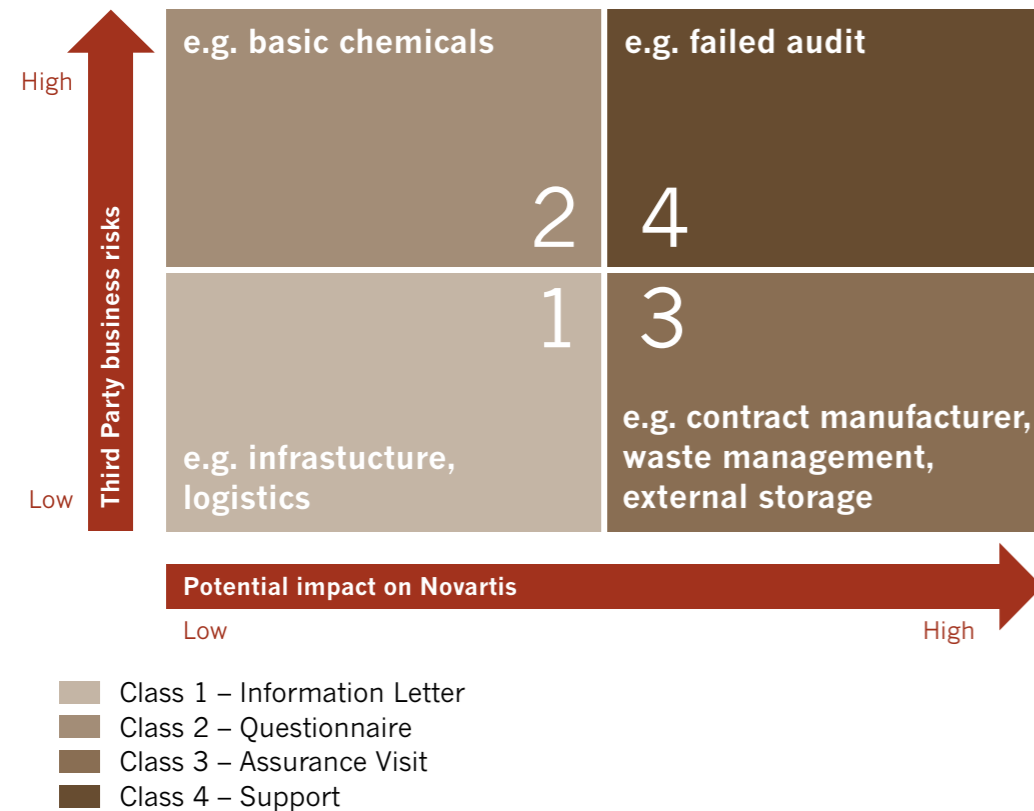 e.g. basic chemicals
e.g. failed audit
High
2
4
Third Party business risks
1
3
e.g. infrastucture,
logistics
e.g. contract manufacturer,
waste management,
external storage
Low
Potential impact on Novartis
Low
High
Class 1 – Information Letter
Class 2 – Questionnaire
Class 3 – Assurance Visit
Class 4 – Support